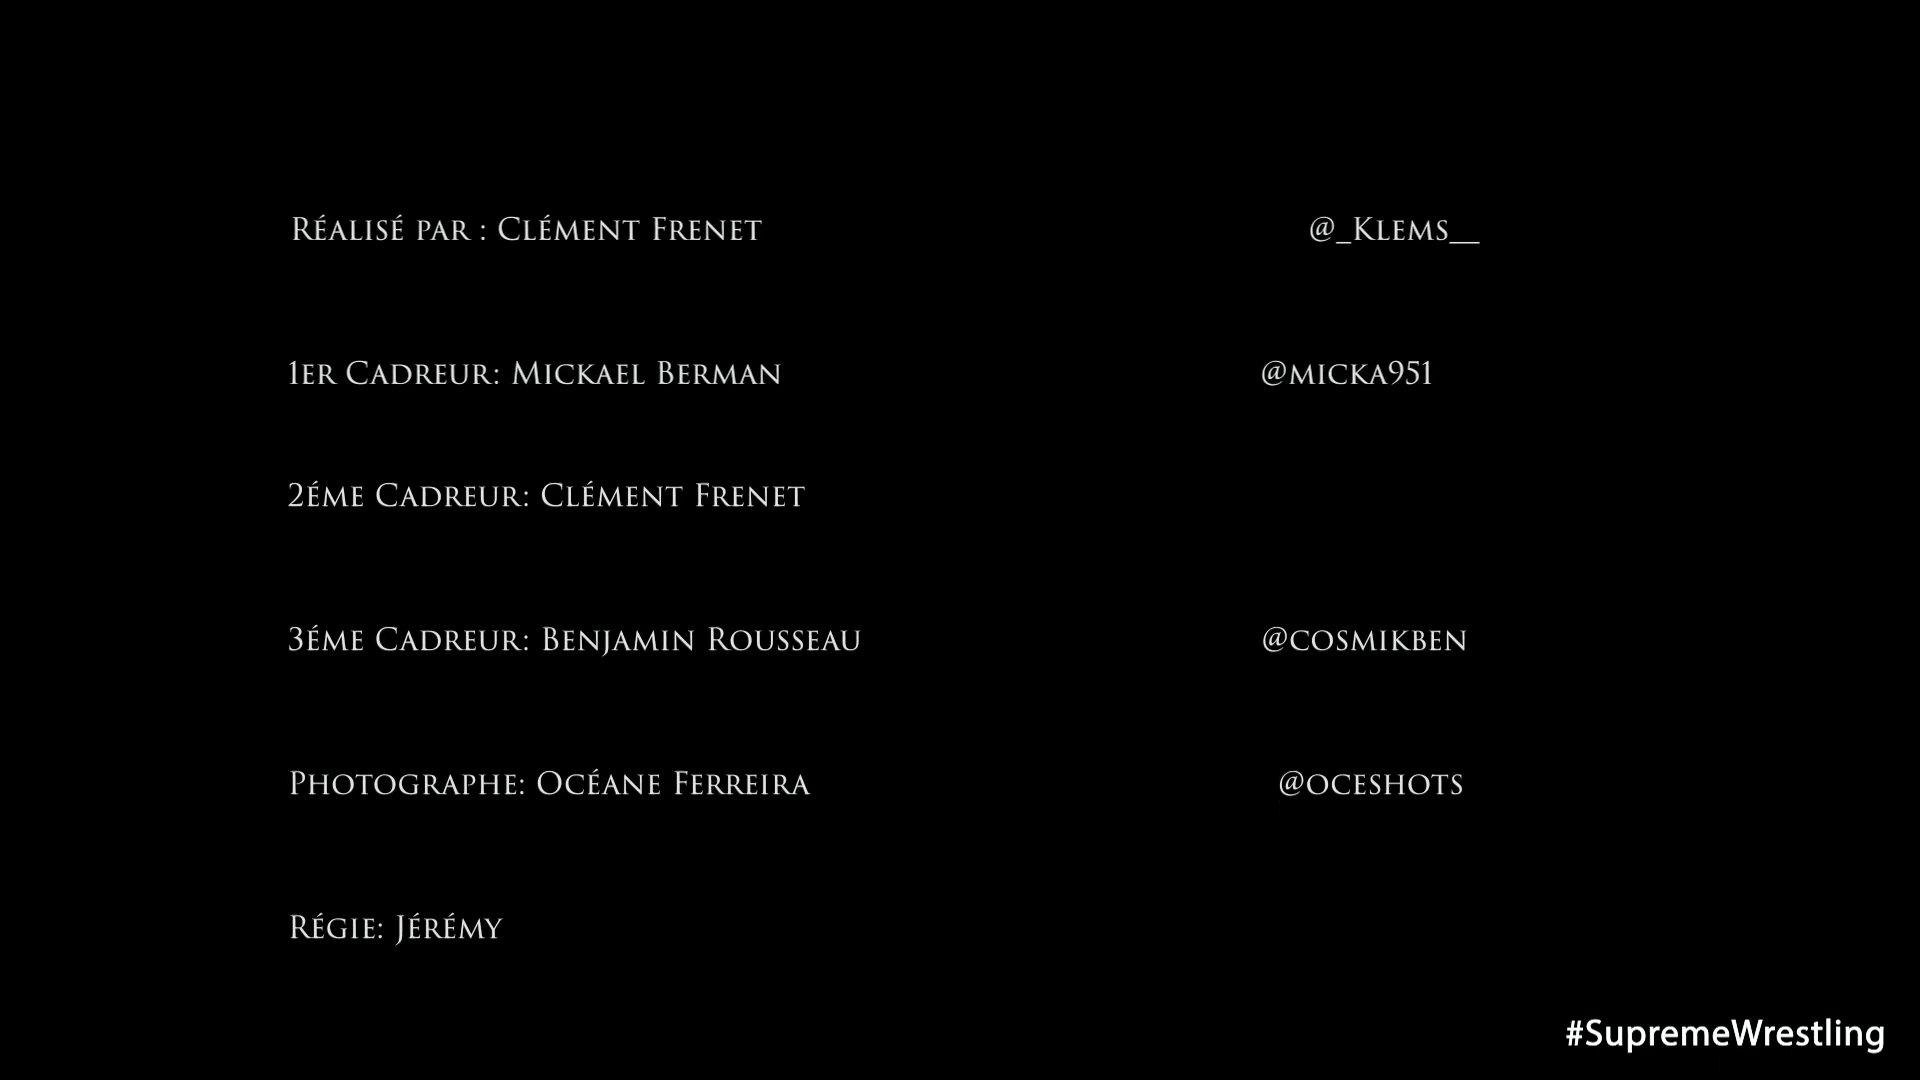 Réalisé par : Clément Frenet @_Klems__
1er Cadreur: Mickael Berman @micka951
2éme Cadreur: Clément Frenet
3éme Cadreur: Benjamin Rousseau @cosmikben
Photographe: Océane Ferreira @oceshots
Régie: Jérémy
#SupremeWrestling